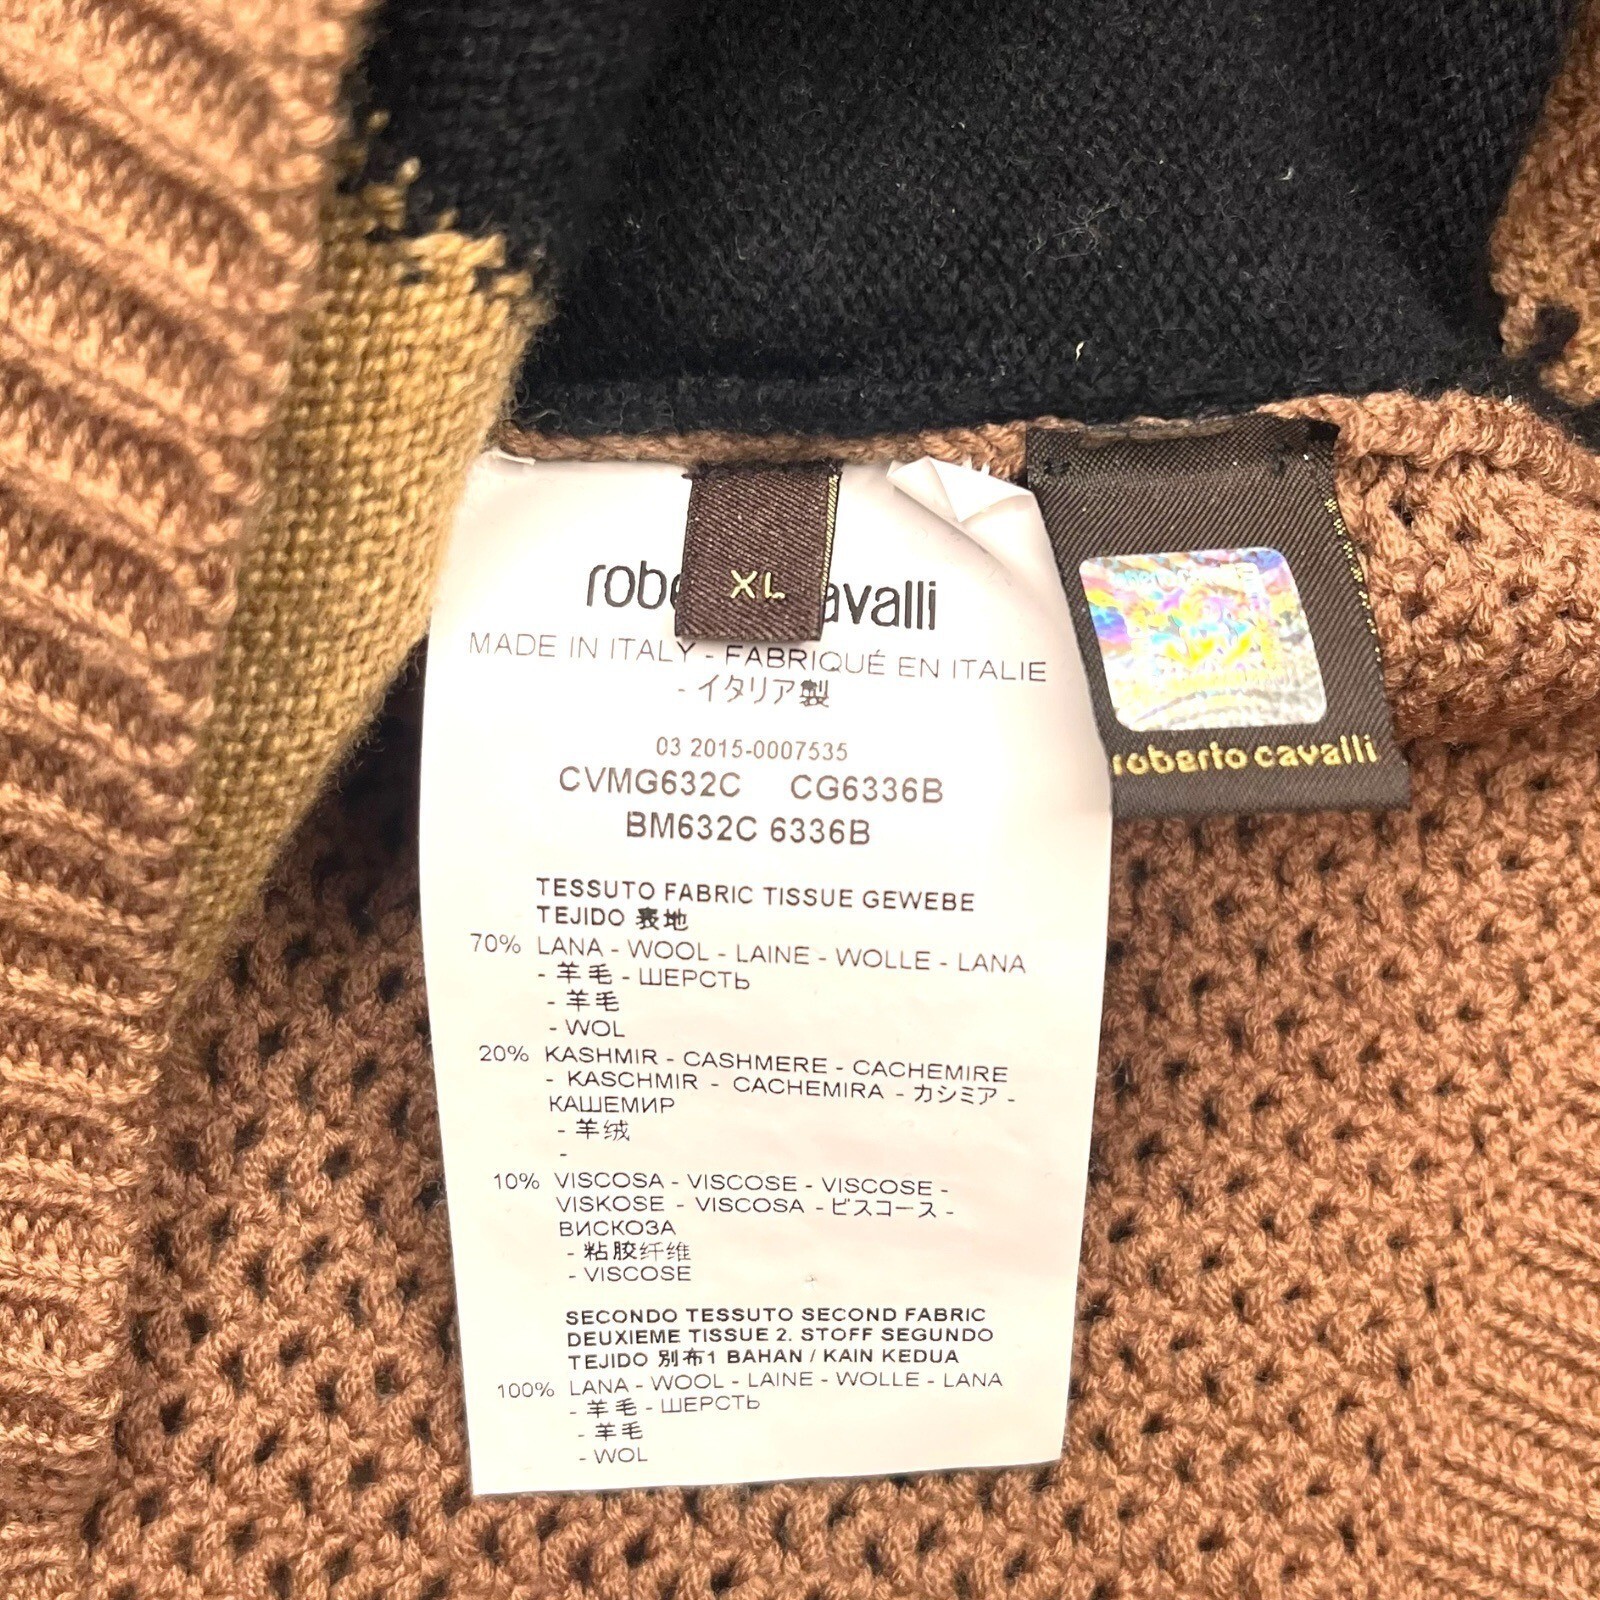 XL
MADE IN ITALY - FABRIQUÉ EN ITALIE
- イタリア製
03 2015-0007535
CVMG632C CG6336B
BM632C 6336B
TESSUTO FABRIC TISSUE GEWEBE
TEJIDO 表地
70% LANA - WOOL - LAINE - WOLLE - LANA
- 羊毛 - ШЕРСТЬ
- 羊毛
- WOL
20% KASHMIR - CASHMERE - CACHEMIRE
- KASCHMIR - CACHEMIRA - カシミア -
КАШЕМИР
- 羊绒
-
10% VISCOSA - VISCOSE - VISCOSE -
VISKOSE - VISCOSA - ビスコース -
ВИСКОЗА
- 粘胶纤维
- VISCOSE
SECONDO TESSUTO SECOND FABRIC
DEUXIEME TISSUE 2. STOFF SEGUNDO
TEJIDO 別布1 BAHAN / KAIN KEDUA
100% LANA - WOOL - LAINE - WOLLE - LANA
- 羊毛 - ШЕРСТЬ
- 羊毛
- WOL
roberto cavalli